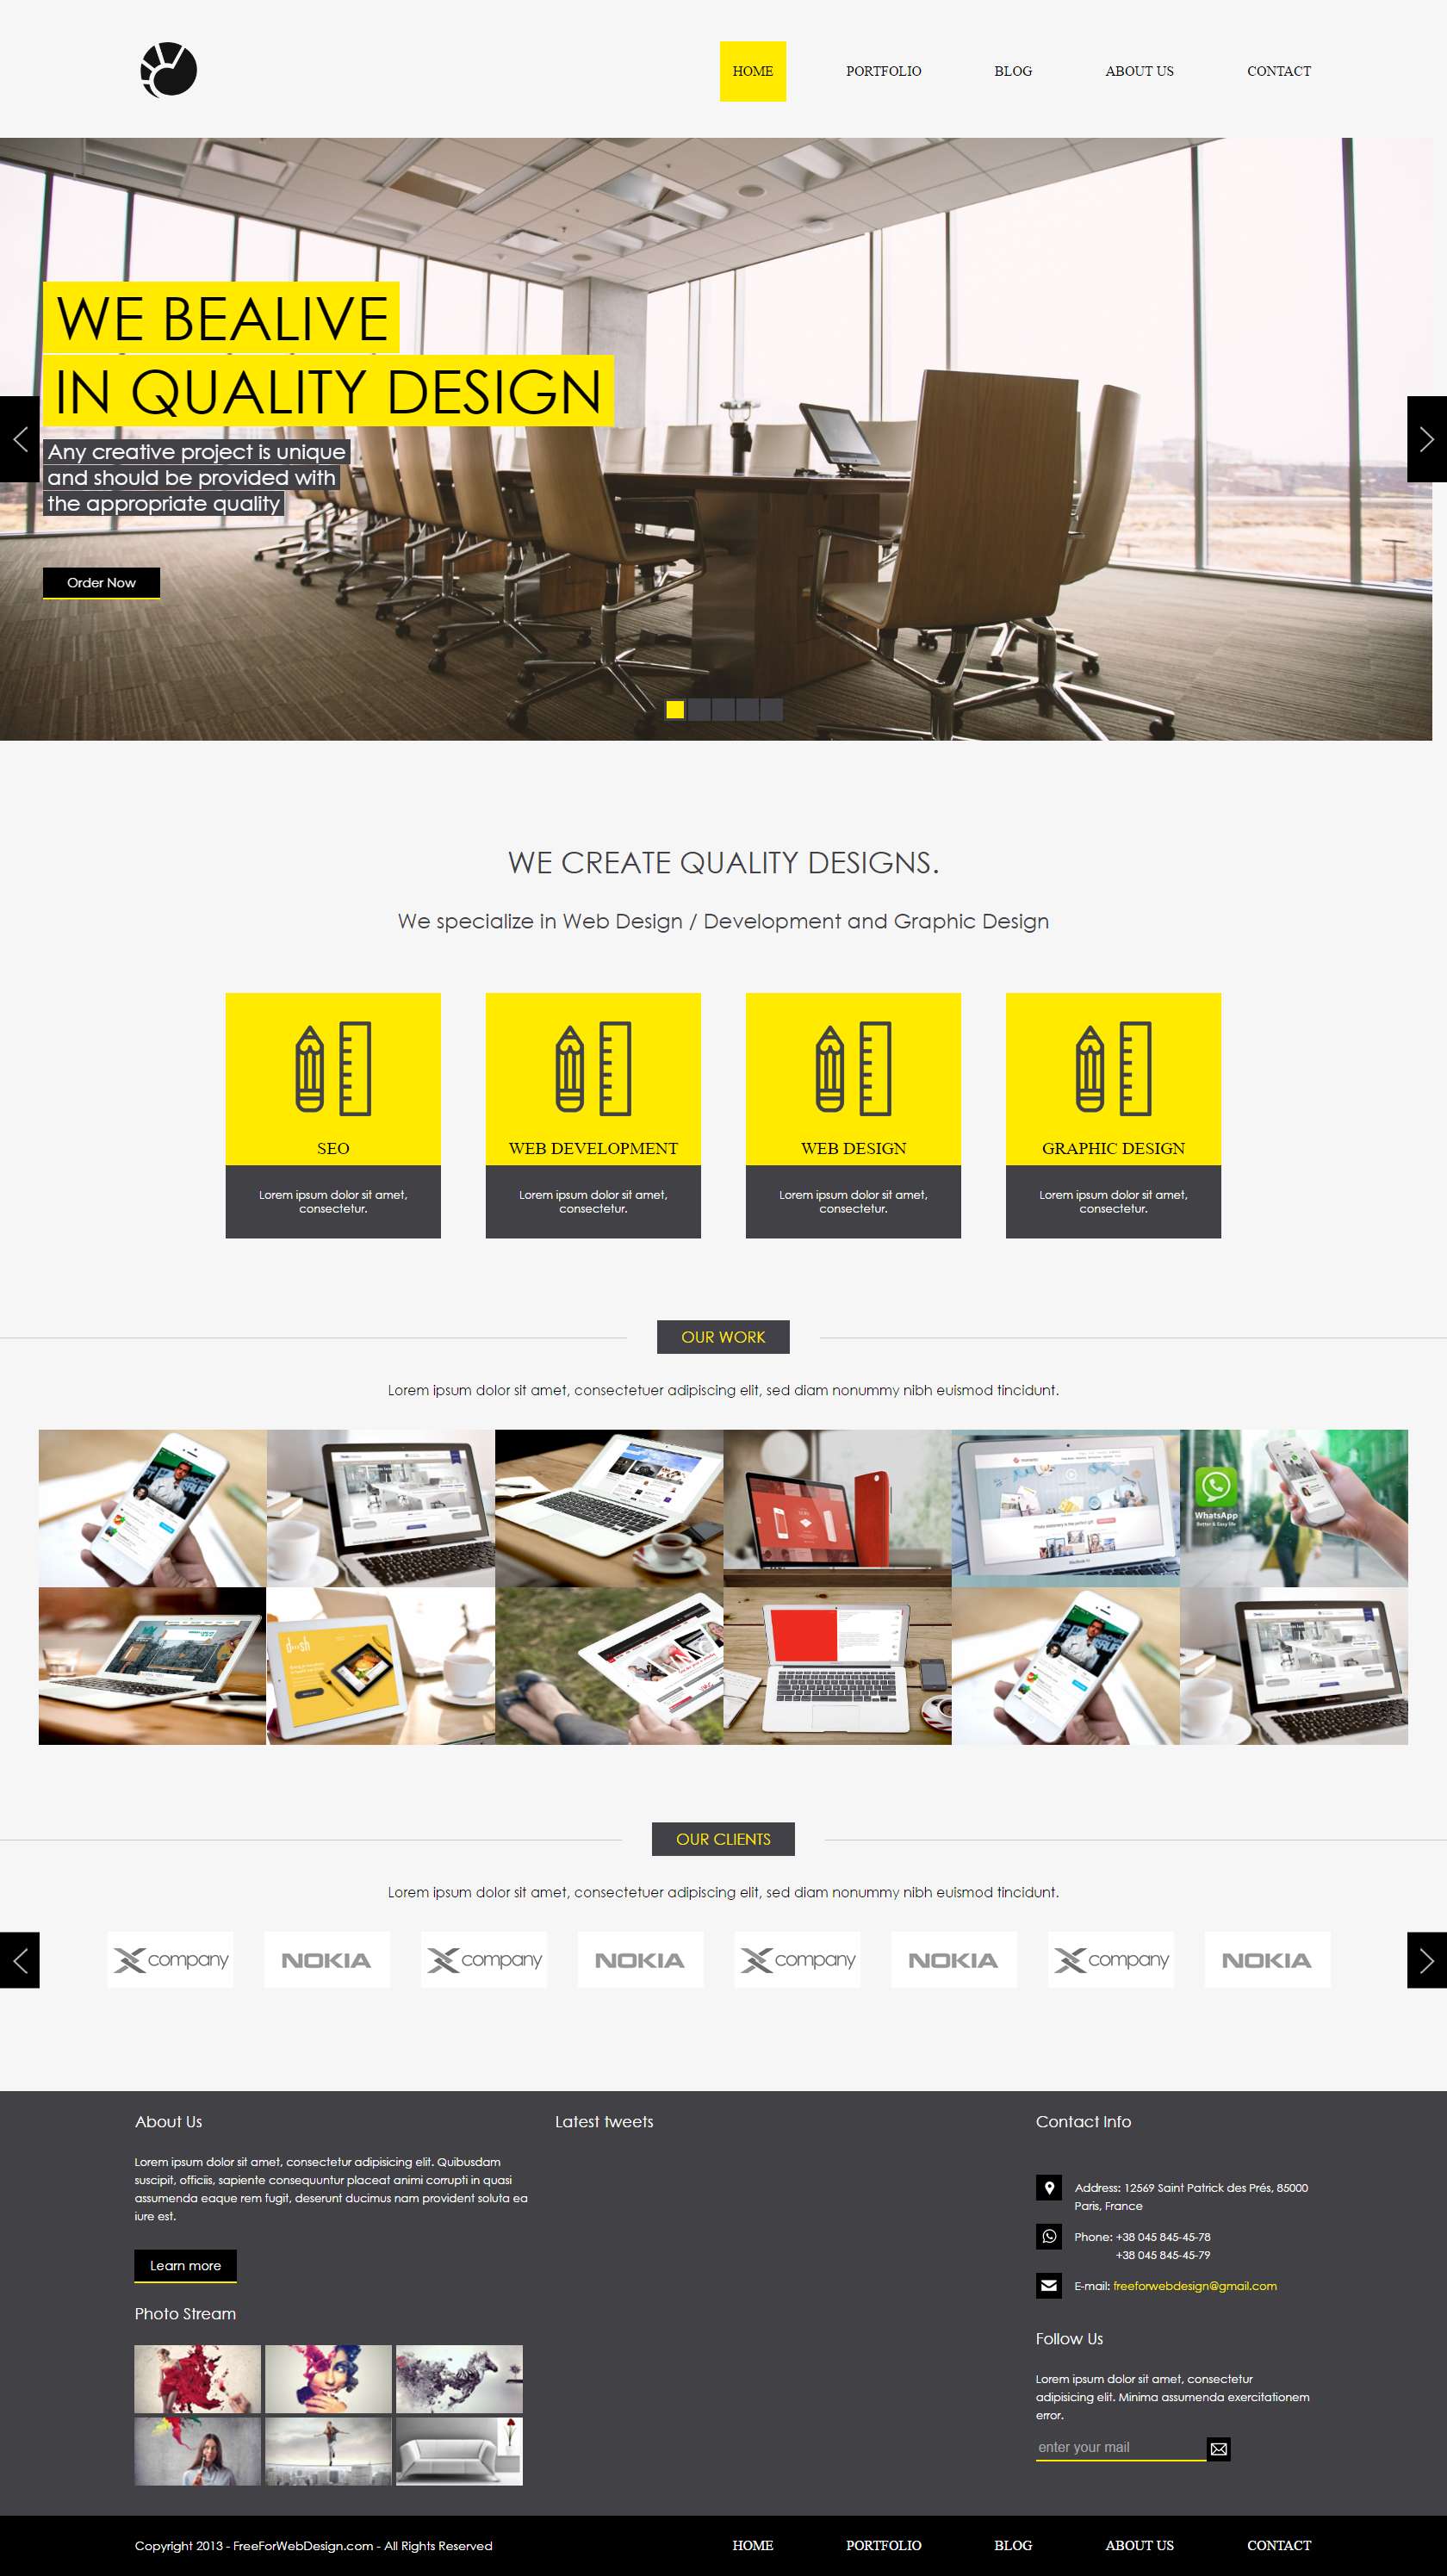 HOME PORTFOLIO BLOG ABOUT US CONTACT
WE BEALIVE
IN QUALITY DESIGN
Any creative project is unique
and should be provided with
the appropriate quality
Order Now
WE CREATE QUALITY DESIGNS.
We specialize in Web Design / Development and Graphic Design
SEO
Lorem ipsum dolor sit amet,
consectetur.
WEB DEVELOPMENT
Lorem ipsum dolor sit amet,
consectetur.
WEB DESIGN
Lorem ipsum dolor sit amet,
consectetur.
GRAPHIC DESIGN
Lorem ipsum dolor sit amet,
consectetur.
OUR WORK
Lorem ipsum dolor sit amet, consectetuer adipiscing elit, sed diam nonummy nibh euismod tincidunt.
WhatsApp
Better & Easy life
OUR CLIENTS
Lorem ipsum dolor sit amet, consectetuer adipiscing elit, sed diam nonummy nibh euismod tincidunt.
company NOKIA company NOKIA company NOKIA company NOKIA
About Us
Lorem ipsum dolor sit amet, consectetur adipisicing elit. Quibusdam
suscipit, officiis, sapiente consequuntur placeat animi corrupti in quasi
assumenda eaque rem fugit, deserunt ducimus nam provident soluta ea
iure est.
Learn more
Photo Stream
Latest tweets
Contact Info
Address: 12569 Saint Patrick des Prés, 85000
Paris, France
Phone: +38 045 845-45-78
+38 045 845-45-79
E-mail: freeforwebdesign@gmail.com
Follow Us
Lorem ipsum dolor sit amet, consectetur
adipisicing elit. Minima assumenda exercitationem
error.
enter your mail
Copyright 2013 - FreeForWebDesign.com - All Rights Reserved
HOME PORTFOLIO BLOG ABOUT US CONTACT